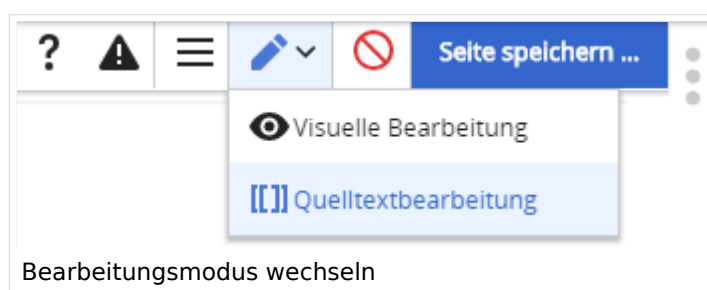 ?
Seite speichern ...
Visuelle Bearbeitung
[[]] Quelltextbearbeitung
Bearbeitungsmodus wechseln